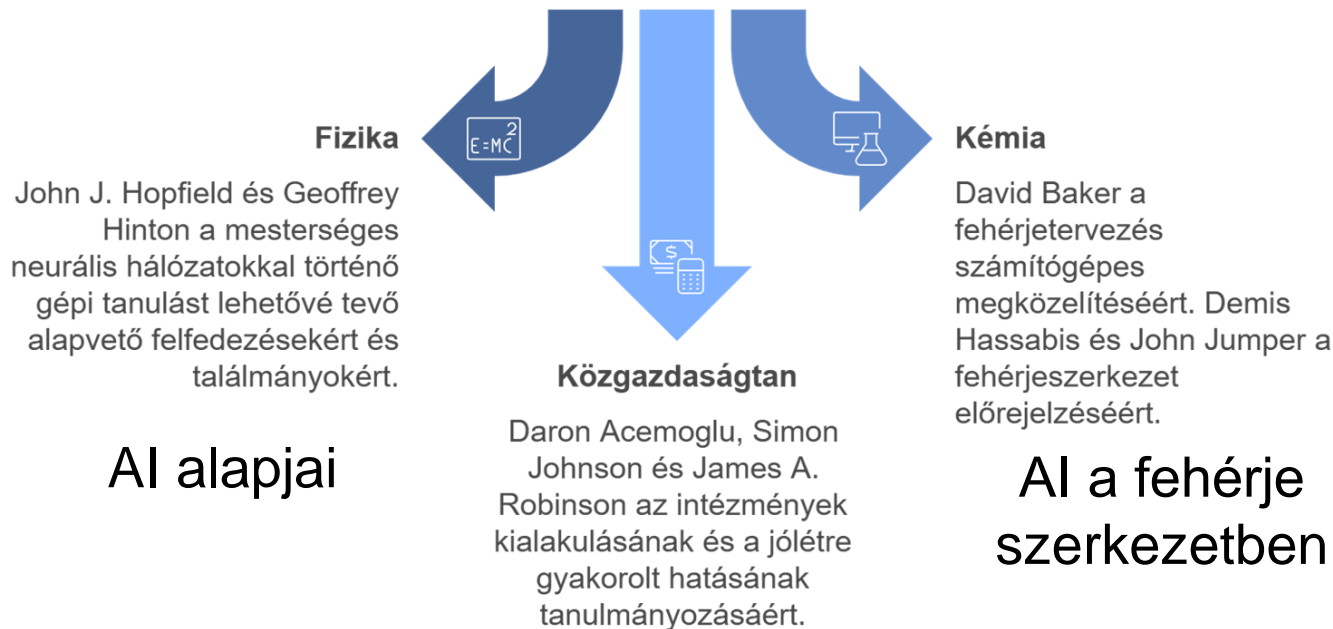 E=MC2
Fizika
John J. Hopfield és Geoffrey
Hinton a mesterséges
neurális hálózatokkal történő
gépi tanulást lehetővé tevő
alapvető felfedezésekért és
találmányokért.
AI alapjai
$
Közgazdaságtan
Daron Acemoglu, Simon
Johnson és James A.
Robinson az intézmények
kialakulásának és a jólétre
gyakorolt hatásának
tanulmányozásáért.
Kémia
David Baker a
fehérjetervezés
számítógépes
megközelítéséért. Demis
Hassabis és John Jumper a
fehérjeszerkezet
előrejelzéséért.
AI a fehérje
szerkezetben